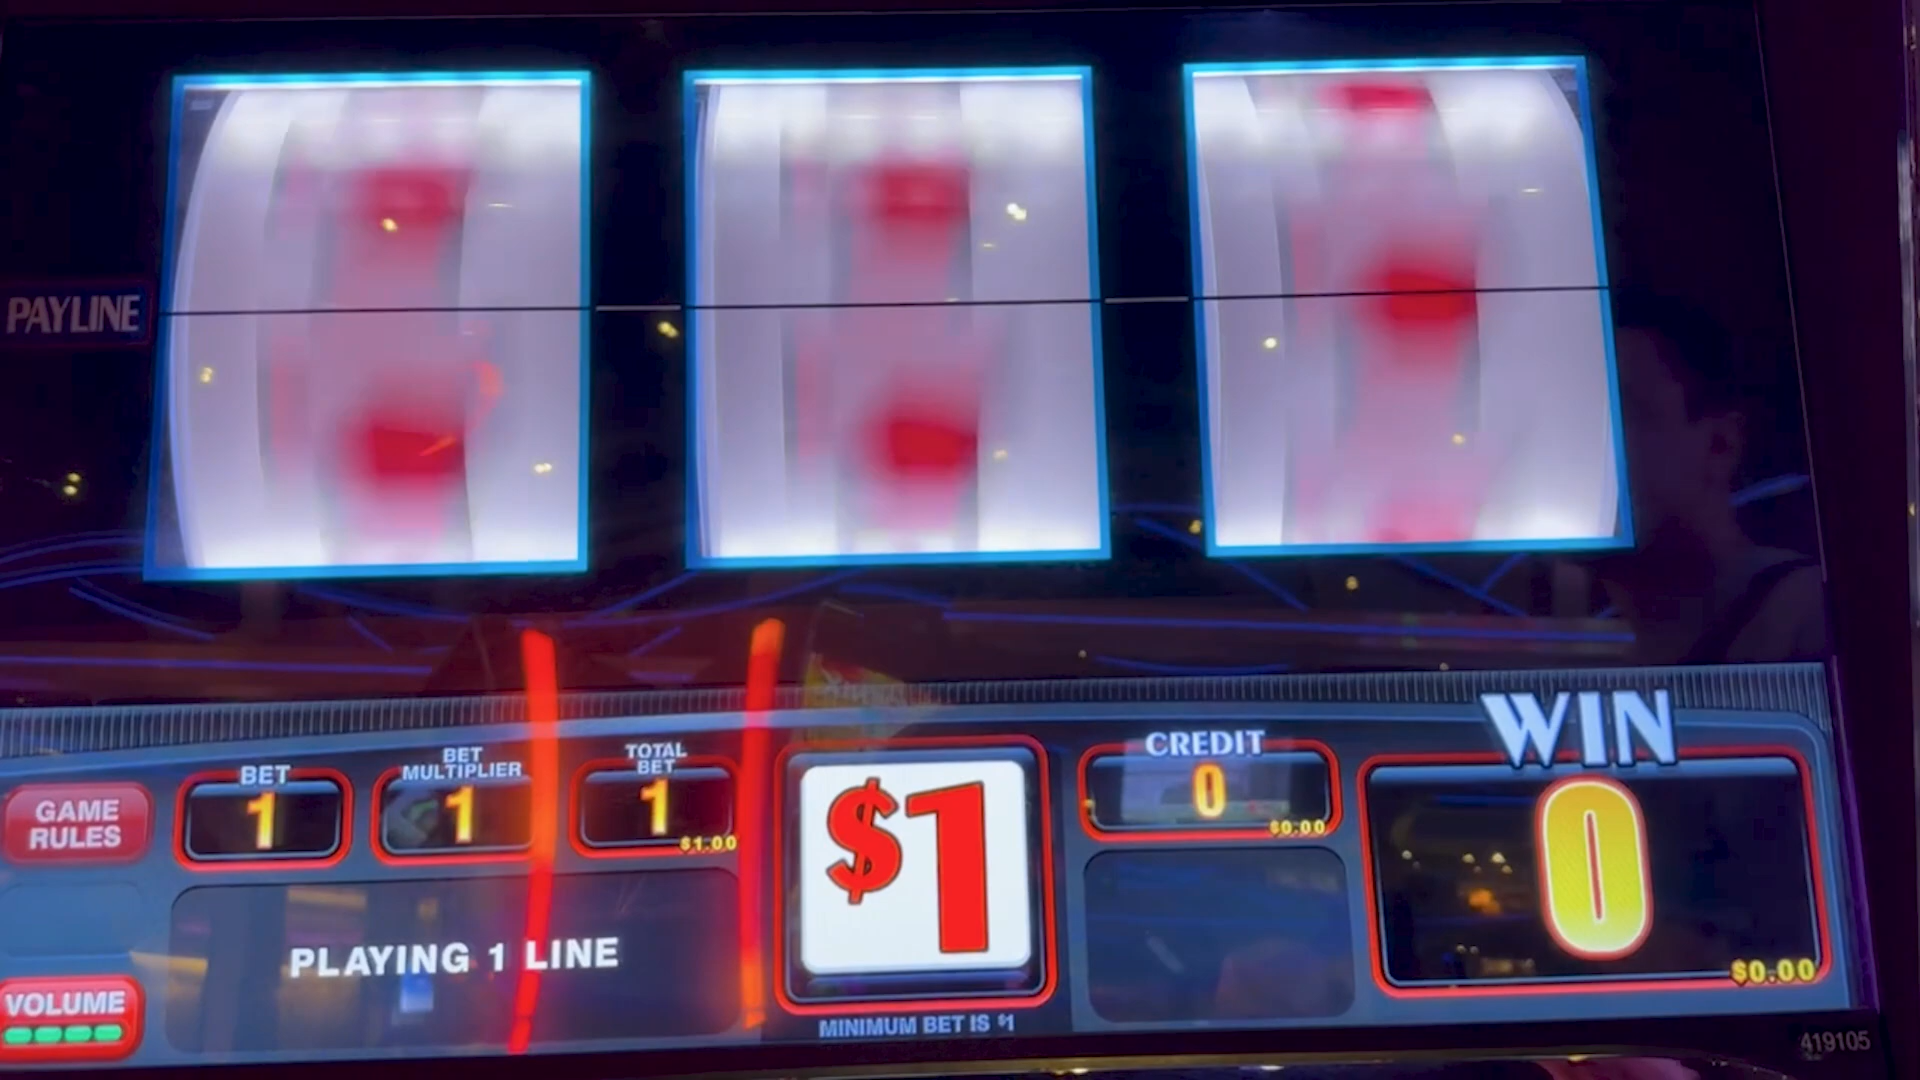 PAYLINE
WIN
CREDIT
0
$0.00
BET
1
BET
MULTIPLIER
1
TOTAL
BET
1
$1.00
$1
GAME
RULES
0
$0.00
PLAYING 1 LINE
VOLUME
MINIMUM BET IS $1
419105